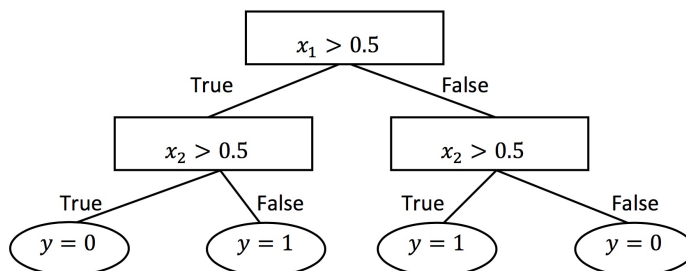 x₁ > 0.5
True False
x₂ > 0.5 x₂ > 0.5
True False True False
y = 0 y = 1 y = 1 y = 0